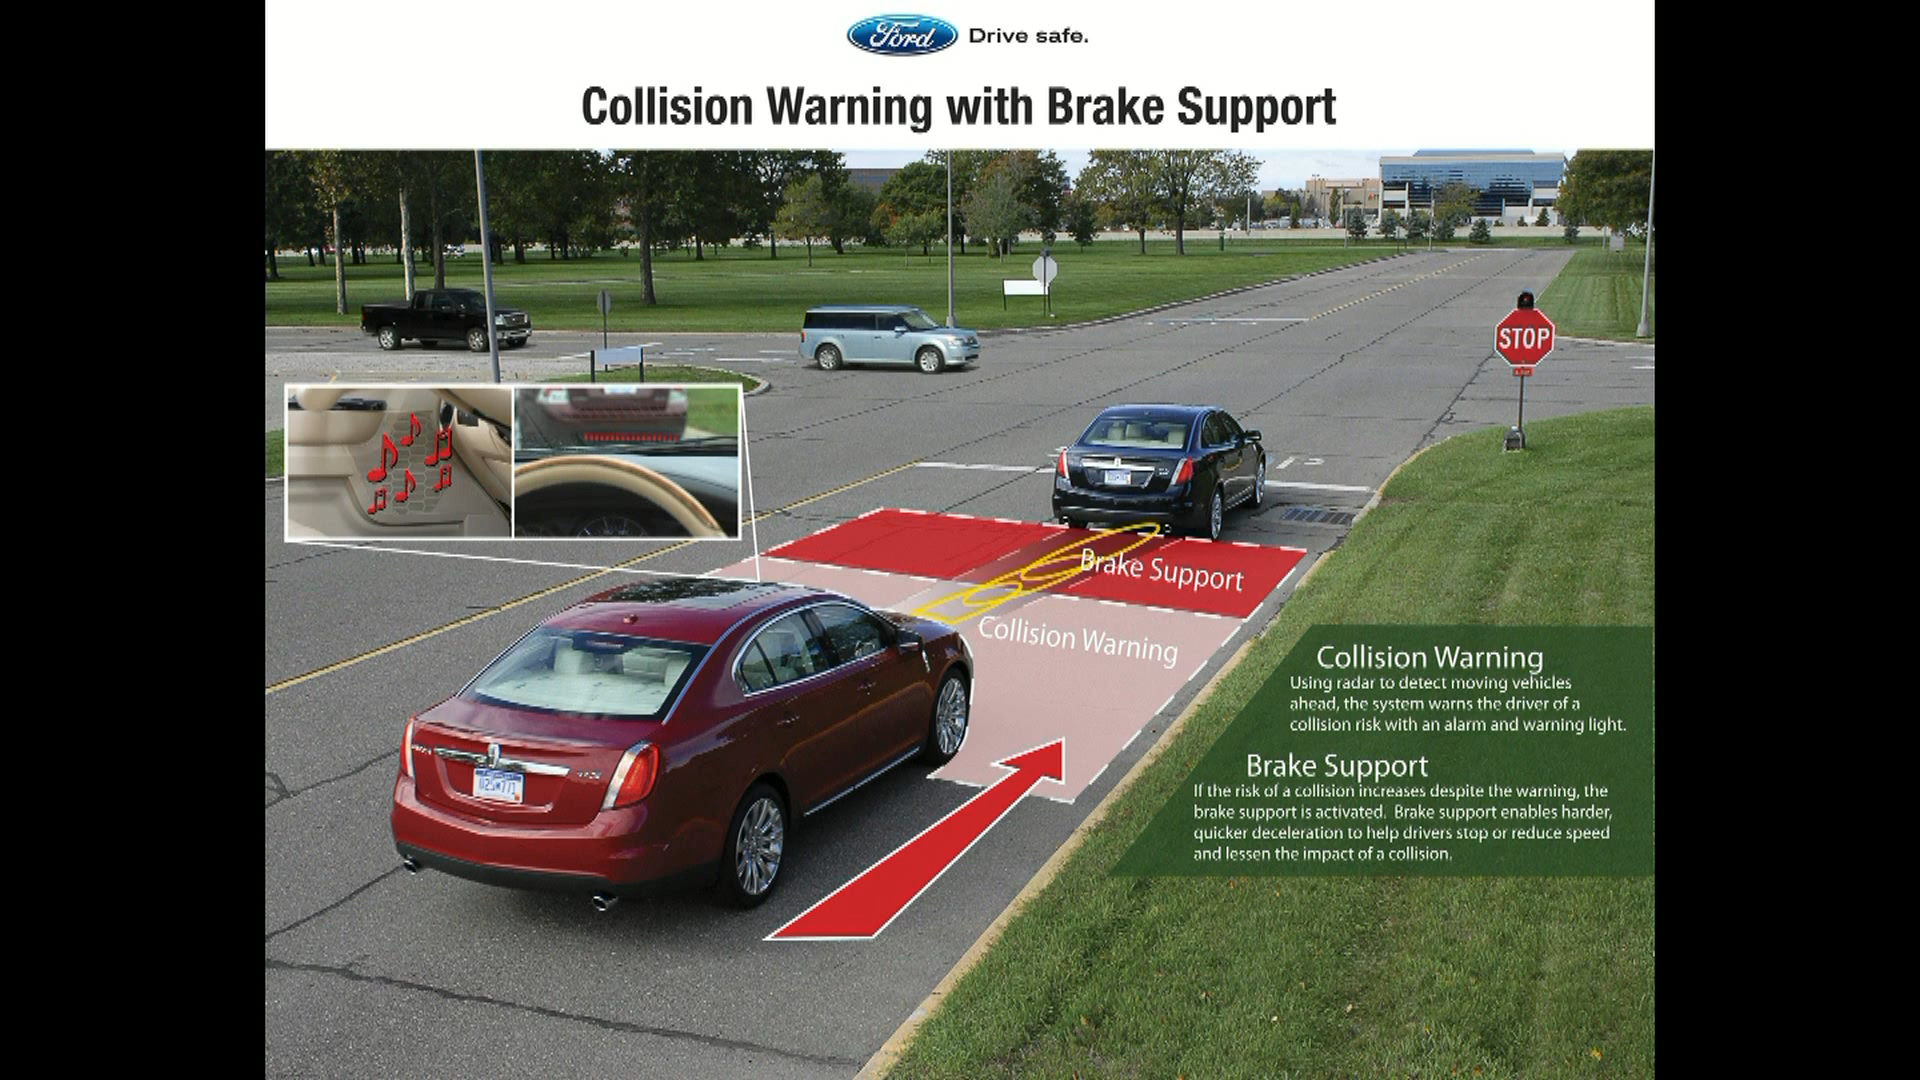 Ford Drive safe.
Collision Warning with Brake Support
STOP
Brake Support
Collision Warning
Collision Warning
Using radar to detect moving vehicles
ahead, the system warns the driver of a
collision risk with an alarm and warning light.
Brake Support
If the risk of a collision increases despite the warning, the
brake support is activated. Brake support enables harder,
quicker deceleration to help drivers stop or reduce speed
and lessen the impact of a collision.